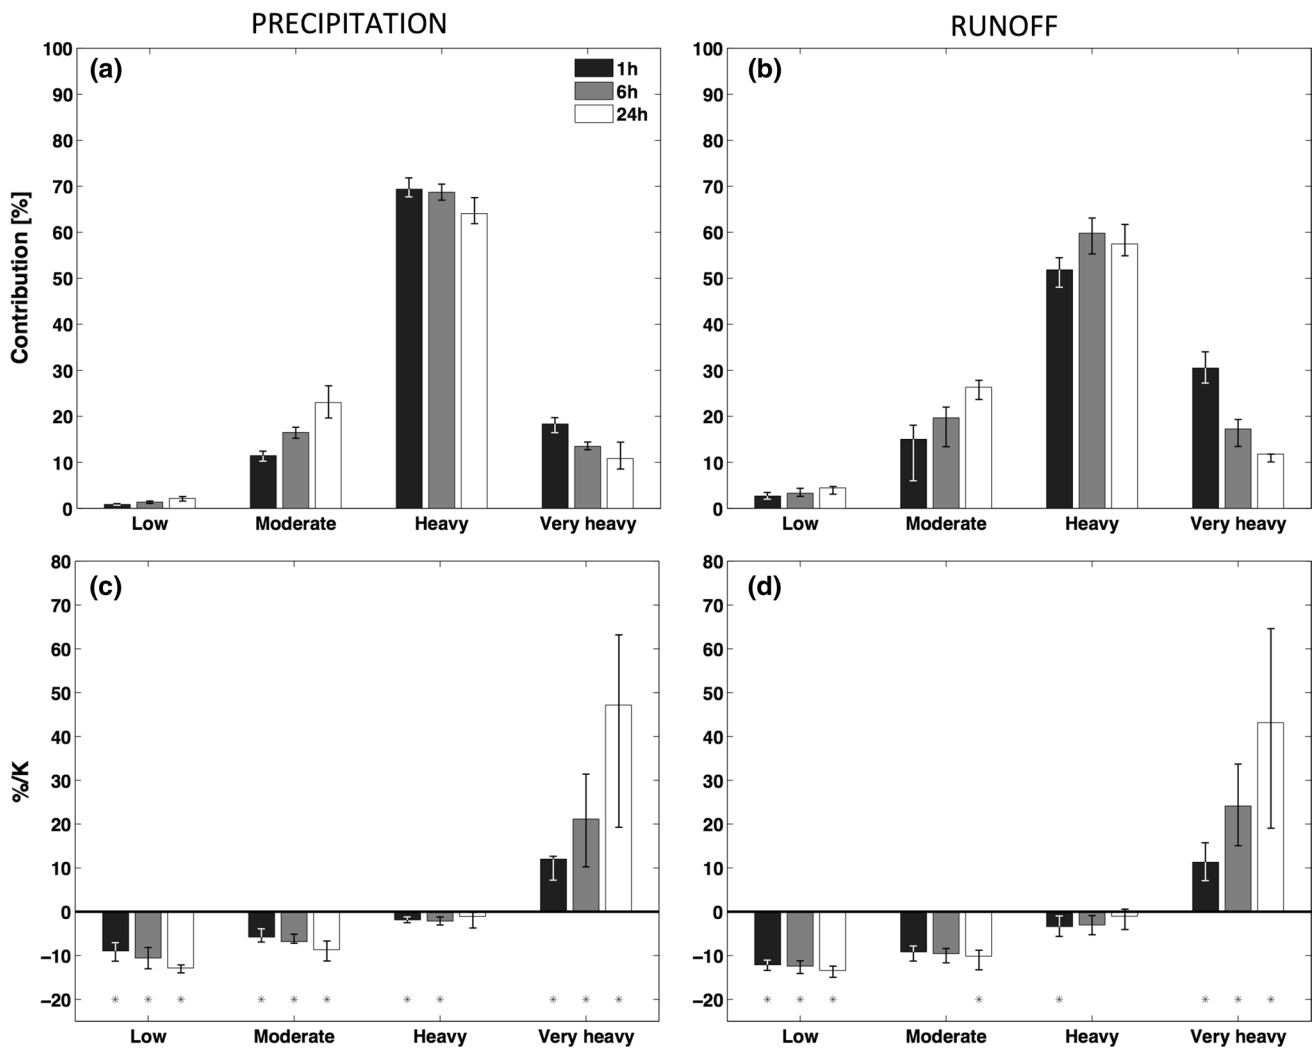 PRECIPITATION
RUNOFF
(a)
1h
6h
24h
Contribution [%]
100
90
80
70
60
50
40
30
20
10
0
Low Moderate Heavy Very heavy
(b)
100
90
80
70
60
50
40
30
20
10
0
Low Moderate Heavy Very heavy
(c)
%/K
80
70
60
50
40
30
20
10
0
−10
−20
* * * * * * * * * * *
Low Moderate Heavy Very heavy
(d)
80
70
60
50
40
30
20
10
0
−10
−20
* * * * * * * *
Low Moderate Heavy Very heavy